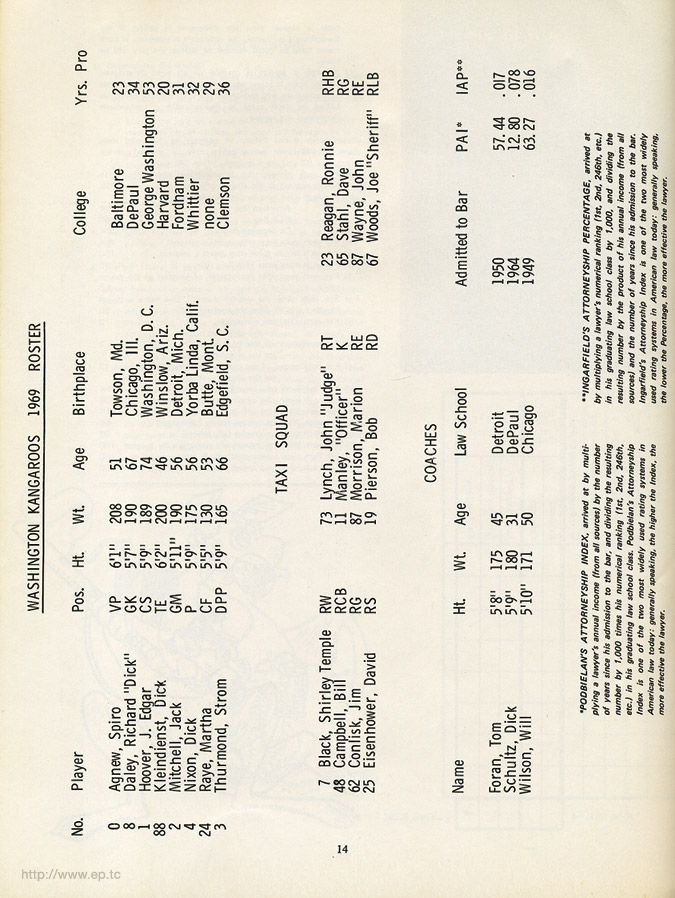 WASHINGTON KANGAROOS 1969 ROSTER
No. Player Pos. Ht. Wt. Age Birthplace College Yrs. Pro
0 Agnew, Spiro VP 6'1" 208 51 Towson, Md. Baltimore 23
8 Daley, Richard "Dick" GK 5'7" 190 67 Chicago, Ill. DePaul 34
1 Hoover, J. Edgar CS 5'9" 189 74 Washington, D.C. George Washington 53
88 Kleindienst, Dick TE 6'2" 200 46 Winslow, Ariz. Harvard 20
2 Mitchell, Jack GM 5'11" 190 56 Detroit, Mich. Fordham 31
4 Nixon, Dick P 5'9" 175 56 Yorba Linda, Calif. Whittier 32
24 Raye, Martha CF 5'5" 130 53 Butte, Mont. none 29
3 Thurmond, Strom DPP 5'9" 165 66 Edgefield, S.C. Clemson 36
TAXI SQUAD
7 Black, Shirley Temple RW 73 Lynch, John "Judge" RT 23 Reagan, Ronnie RHB
48 Campbell, Bill RCB 11 Manley, "Officer" K 65 Stahl, Dave RG
62 Conlisk, Jim RG 87 Morrison, Marion RE 87 Wayne, John RE
25 Eisenhower, David RS 19 Pierson, Bob RD 67 Woods, Joe "Sheriff" RLB
COACHES
Name Ht. Wt. Age Law School Admitted to Bar PAI* IAP**
Foran, Tom 5'8" 175 45 Detroit 1950 57.44 .017
Schultz, Dick 5'9" 180 31 DePaul 1964 12.80 .078
Wilson, Will 5'10" 171 50 Chicago 1949 63.27 .016
*PODBIELAN'S ATTORNEYSHIP INDEX, arrived at by multi-
plying a lawyer's annual income (from all sources) by the number
of years since his admission to the bar, and dividing the resulting
number by 1,000 times his numerical ranking (1st, 2nd, 246th,
etc.) in his graduating law school class. Podbielan's Attorneyship
Index is one of the two most widely used rating systems in
American law today: generally speaking, the higher the Index, the
more effective the lawyer.
**INGARFIELD'S ATTORNEYSHIP PERCENTAGE, arrived at
by multiplying a lawyer's numerical ranking (1st, 2nd, 246th, etc.)
in his graduating law school class by 1,000, and dividing the
resulting number by the product of his annual income (from all
sources) and the number of years since his admission to the bar.
Ingarfield's Attorneyship Index is one of the two most widely
used rating systems in American law today: generally speaking,
the lower the Percentage, the more effective the lawyer.
14
http://www.ep.tc